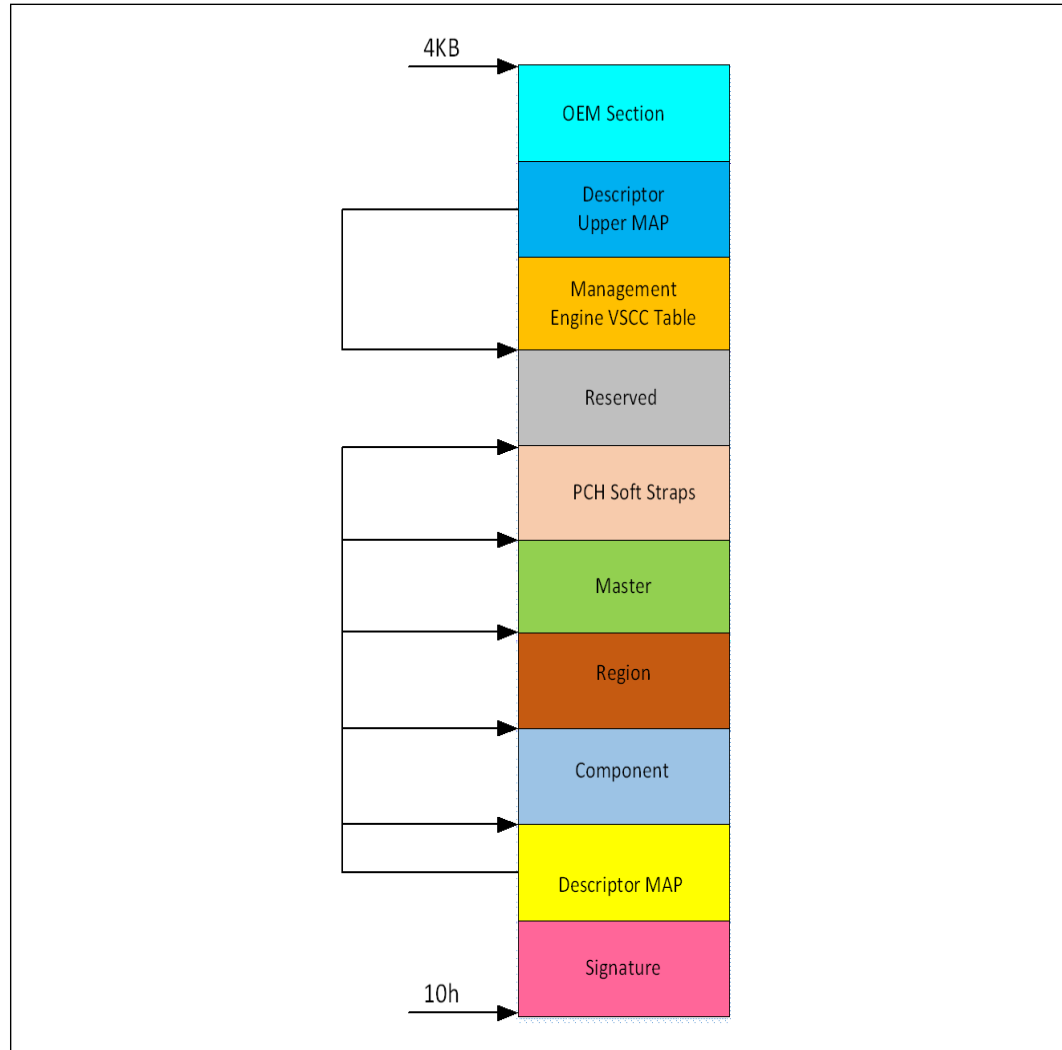 4KB
OEM Section
Descriptor
Upper MAP
Management
Engine VSCC Table
Reserved
PCH Soft Straps
Master
Region
Component
Descriptor MAP
Signature
10h